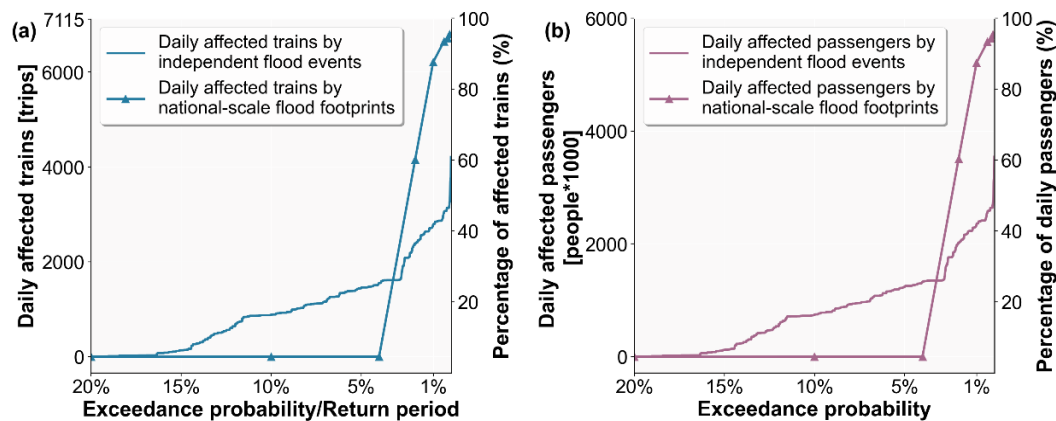 (a)
Daily affected trains by
independent flood events
Daily affected trains by
national-scale flood footprints
Daily affected trains [trips]
7115
6000
4000
2000
0
Percentage of affected trains (%)
100
80
60
40
20
20%
15%
10%
5%
1%
Exceedance probability/Return period
(b)
Daily affected passengers by
independent flood events
Daily affected passengers by
national-scale flood footprints
Daily affected passengers
[people*1000]
6000
4000
2000
0
Percentage of daily passengers (%)
100
80
60
40
20
20%
15%
10%
5%
1%
Exceedance probability